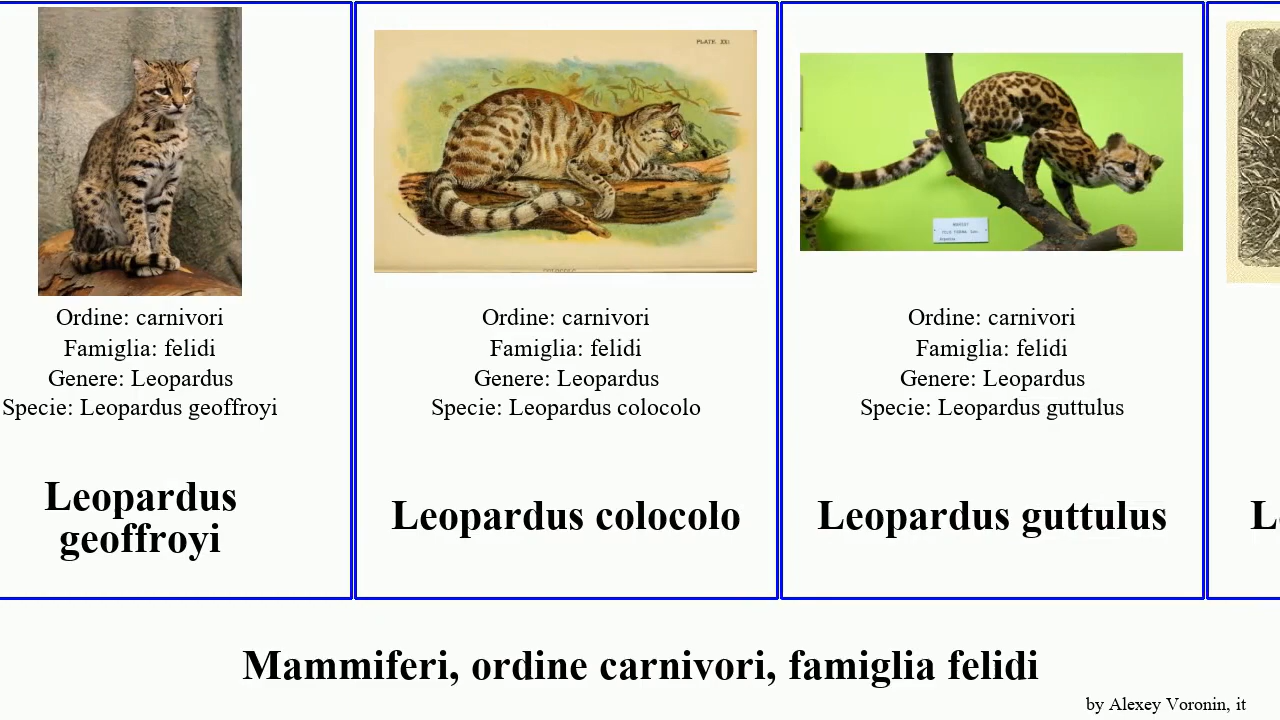 PLATE XXI.
Ordine: carnivori
Famiglia: felidi
Genere: Leopardus
Specie: Leopardus geoffroyi
Leopardus
geoffroyi
Ordine: carnivori
Famiglia: felidi
Genere: Leopardus
Specie: Leopardus colocolo
Leopardus colocolo
Ordine: carnivori
Famiglia: felidi
Genere: Leopardus
Specie: Leopardus guttulus
Leopardus guttulus
Mammiferi, ordine carnivori, famiglia felidi
by Alexey Voronin, it